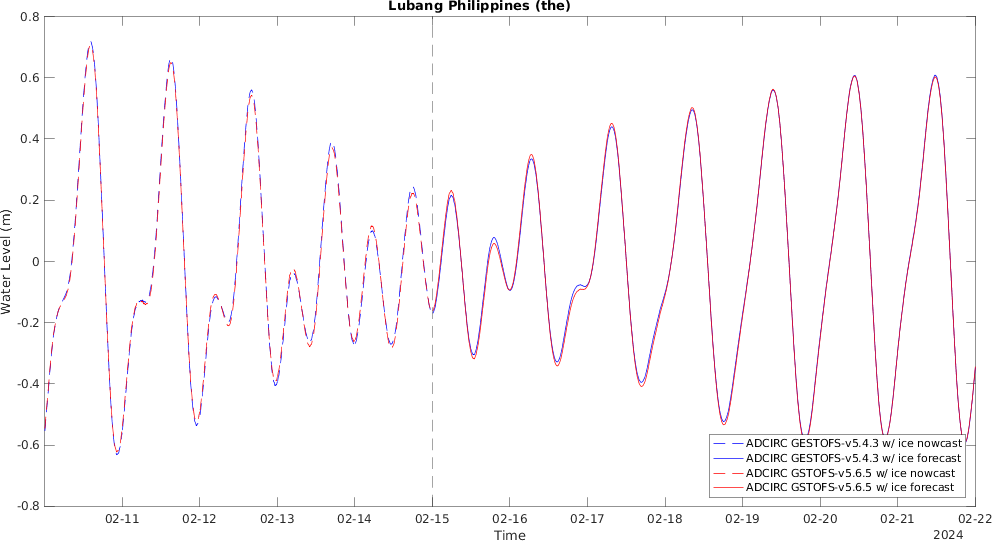 Lubang Philippines (the)
0.8
0.6
0.4
0.2
0
-0.2
-0.4
-0.6
-0.8
Water Level (m)
02-11 02-12 02-13 02-14 02-15 02-16 02-17 02-18 02-19 02-20 02-21 02-22
Time
2024
ADCIRC GESTOFS-v5.4.3 w/ ice nowcast
ADCIRC GESTOFS-v5.4.3 w/ ice forecast
ADCIRC GSTOFS-v5.6.5 w/ ice nowcast
ADCIRC GSTOFS-v5.6.5 w/ ice forecast